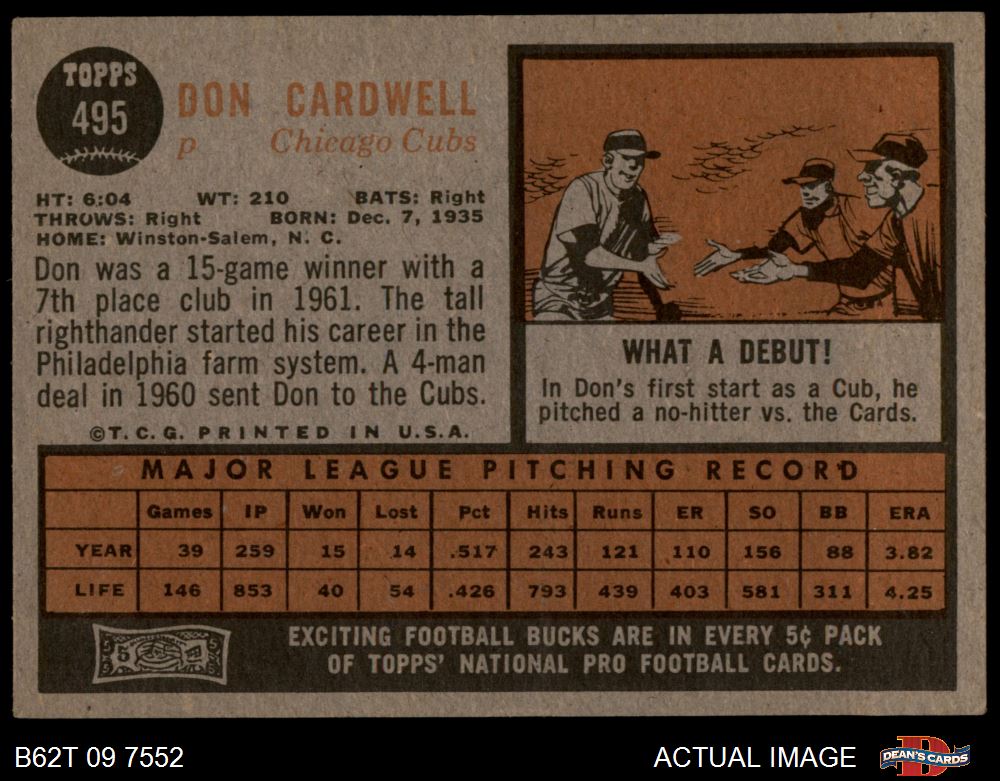 TOPPS
495
DON CARDWELL
p Chicago Cubs
HT: 6:04 WT: 210 BATS: Right
THROWS: Right BORN: Dec. 7, 1935
HOME: Winston-Salem, N. C.
Don was a 15-game winner with a
7th place club in 1961. The tall
righthander started his career in the
Philadelphia farm system. A 4-man
deal in 1960 sent Don to the Cubs.
©T. C. G. PRINTED IN U.S.A.
WHAT A DEBUT!
In Don's first start as a Cub, he
pitched a no-hitter vs. the Cards.
MAJOR LEAGUE PITCHING RECORD
Games IP Won Lost Pct Hits Runs ER SO BB ERA
YEAR 39 259 15 14 .517 243 121 110 156 88 3.82
LIFE 146 853 40 54 .426 793 439 403 581 311 4.25
EXCITING FOOTBALL BUCKS ARE IN EVERY 5¢ PACK
OF TOPPS' NATIONAL PRO FOOTBALL CARDS.
B62T 09 7552 ACTUAL IMAGE DEAN'S CARDS